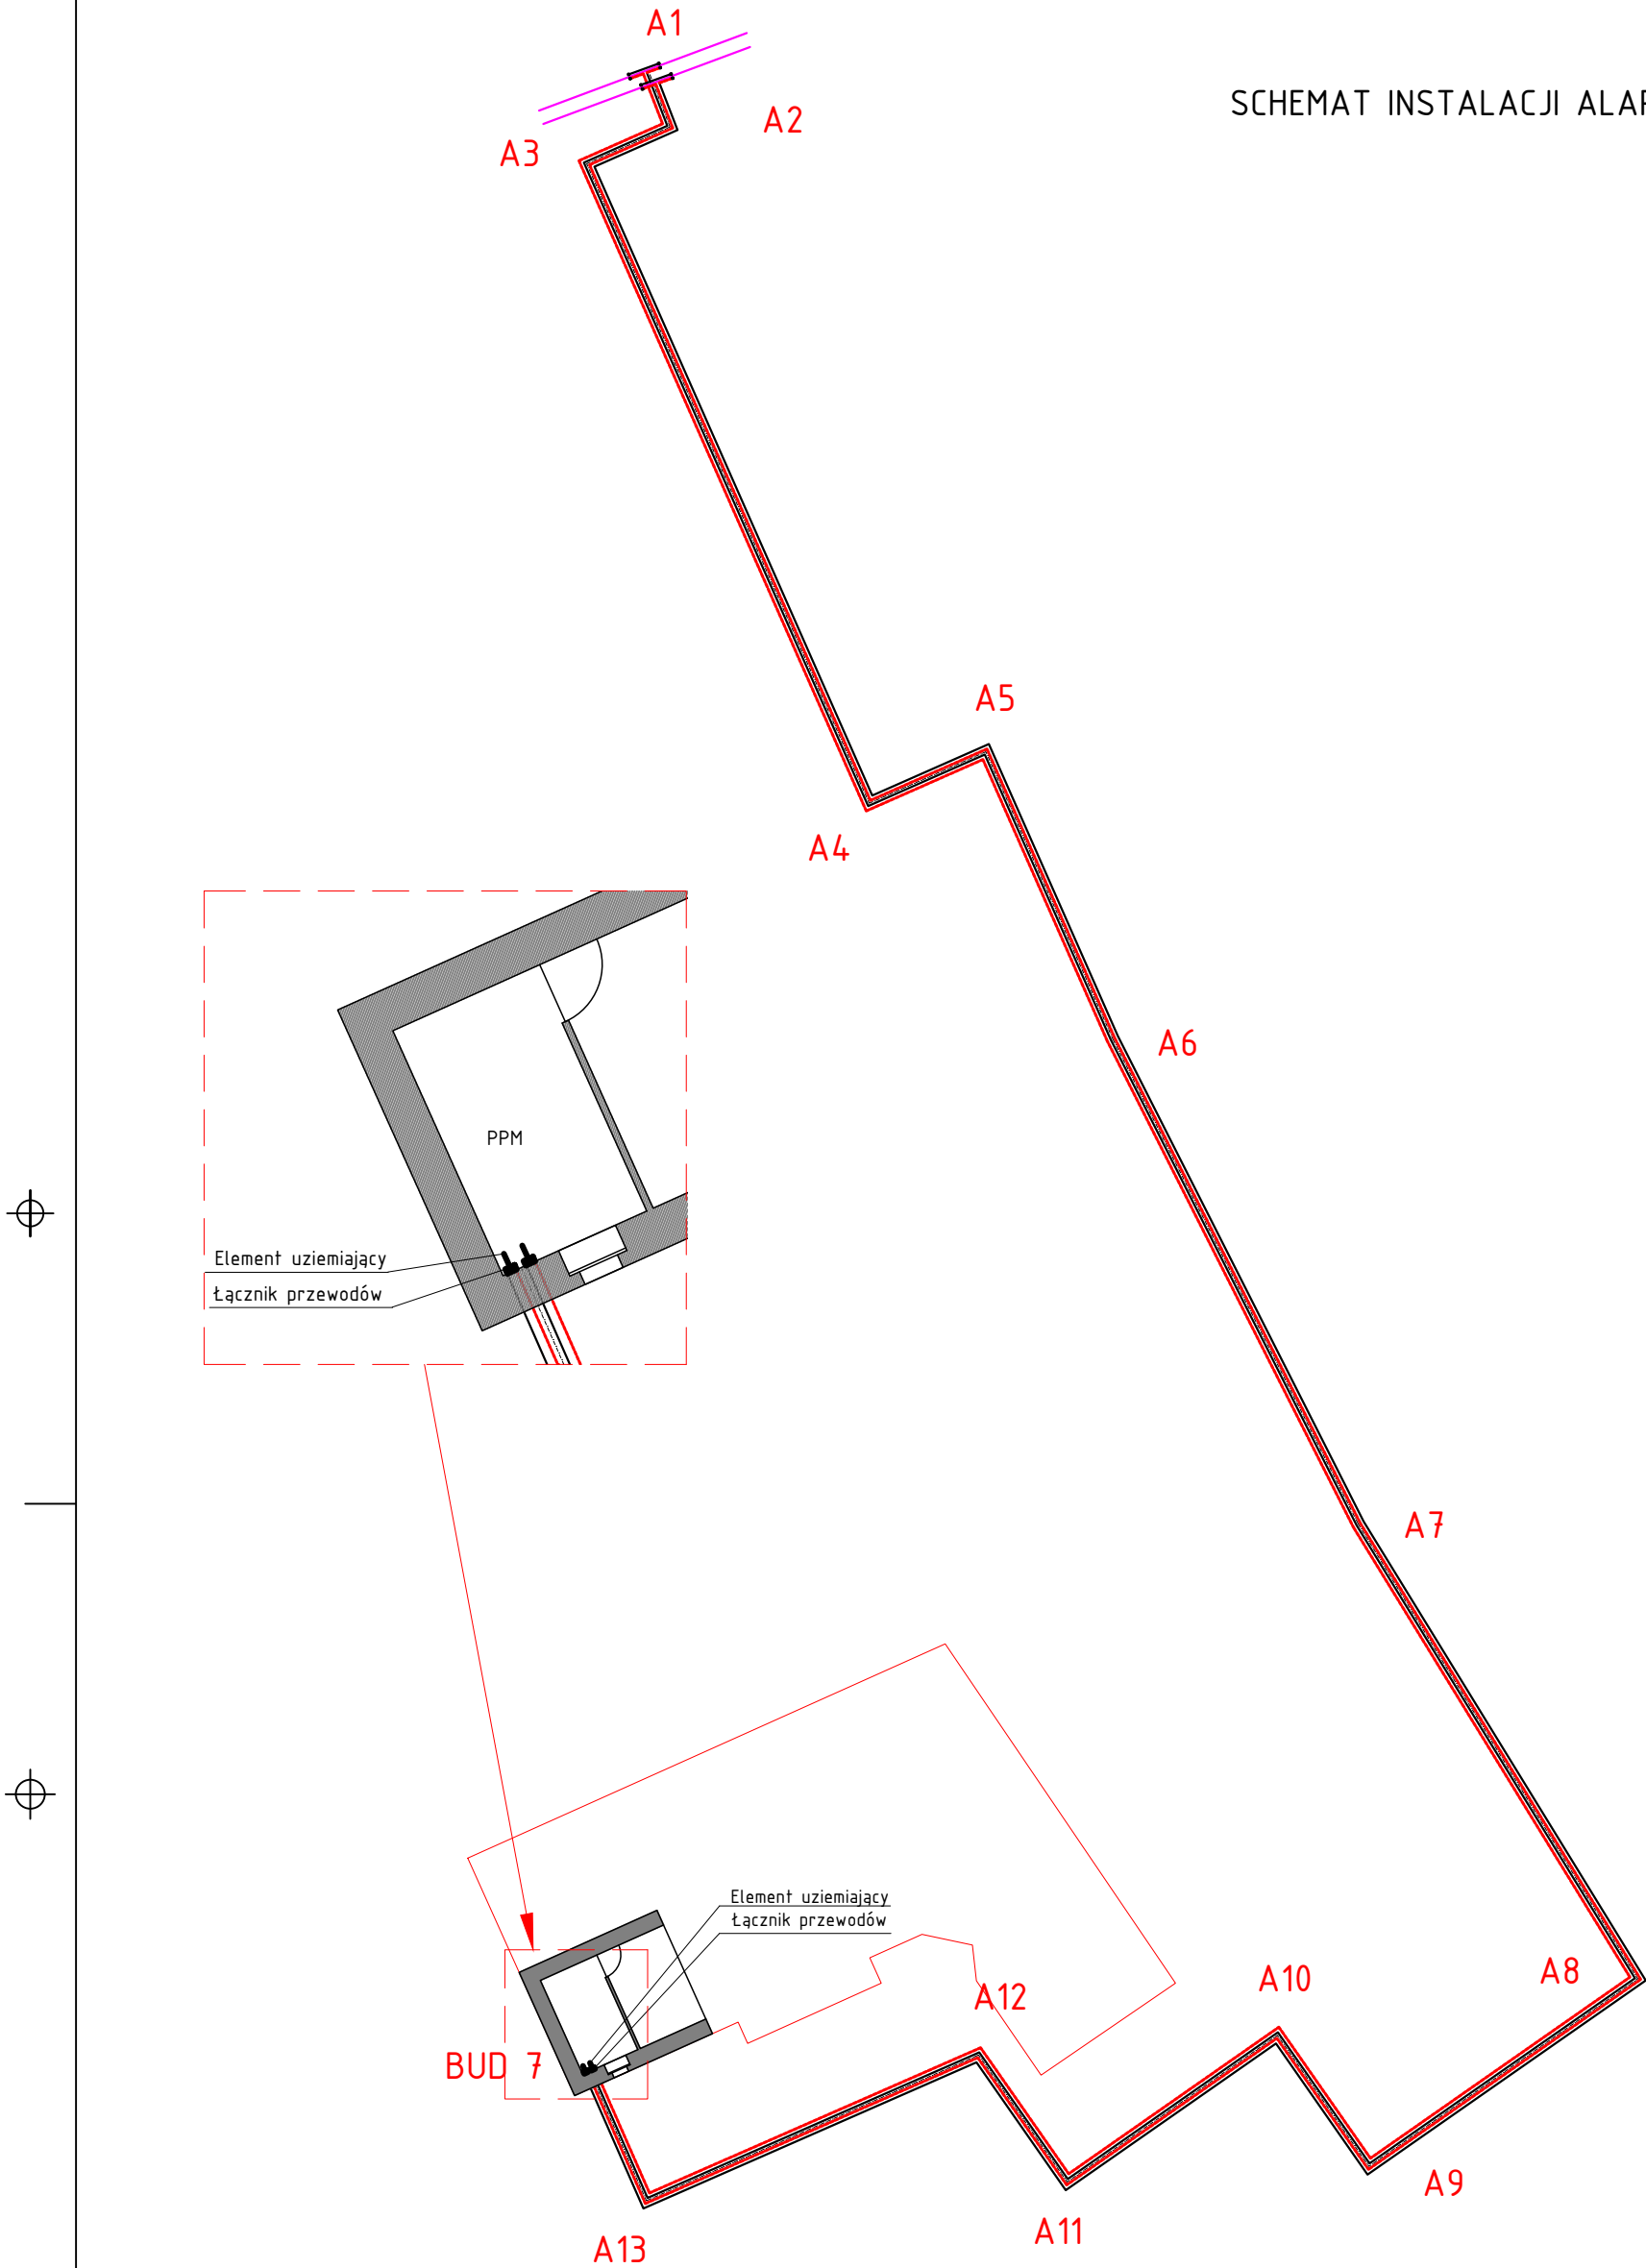 A1
SCHEMAT INSTALACJI
A2
A3
A5
A4
A6
PPM
Element uziemiający
Łącznik przewodów
A7
Element uziemiający
Łącznik przewodów
A8
A10
A12
BUD 7
A9
A11
A13